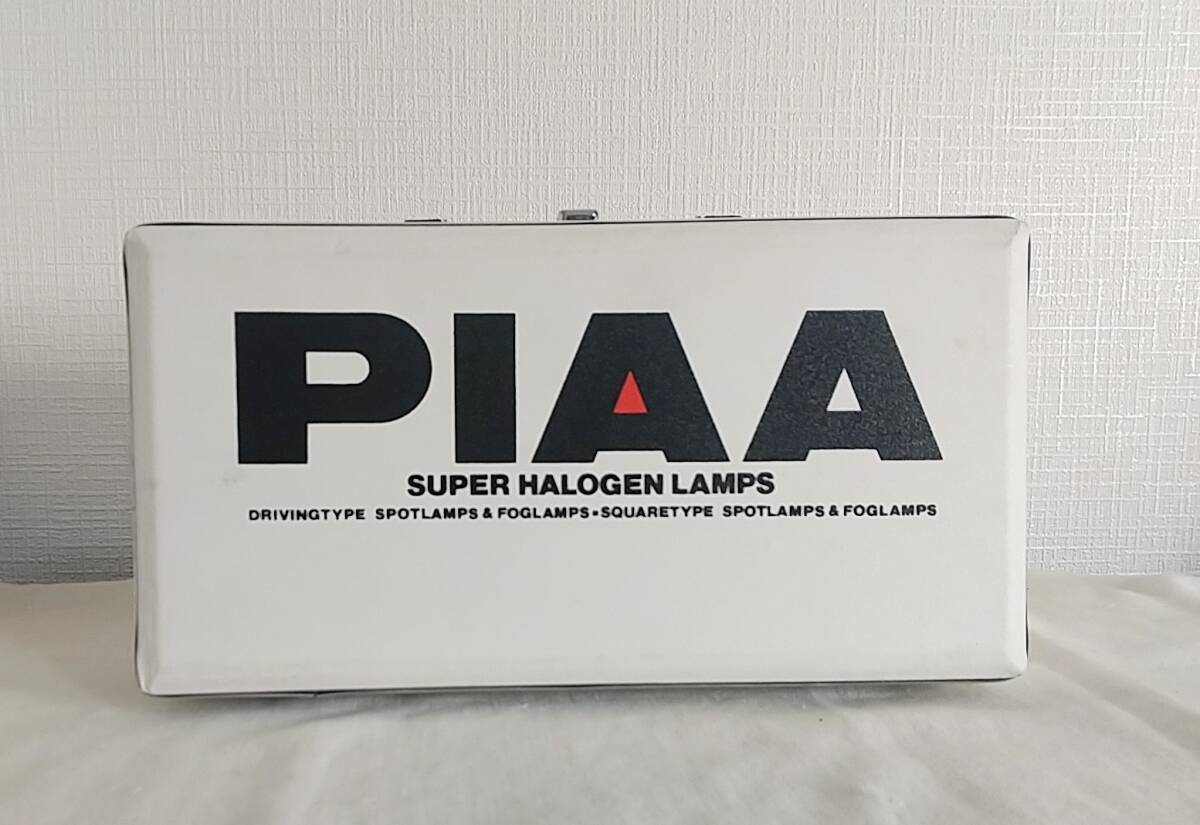 PIAA
SUPER HALOGEN LAMPS
DRIVINGTYPE SPOTLAMPS & FOGLAMPS▪SQUARETYPE SPOTLAMPS & FOGLAMPS